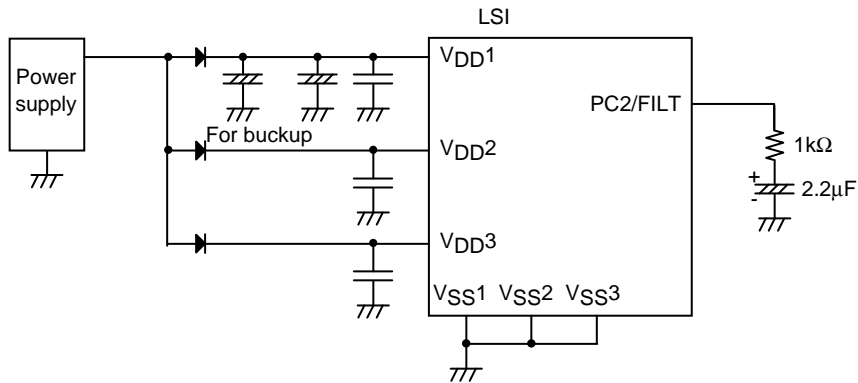 LSI
Power
supply
VDD1
PC2/FILT
For buckup
1kΩ
VDD2
+
2.2μF
-
VDD3
VSS1 VSS2 VSS3